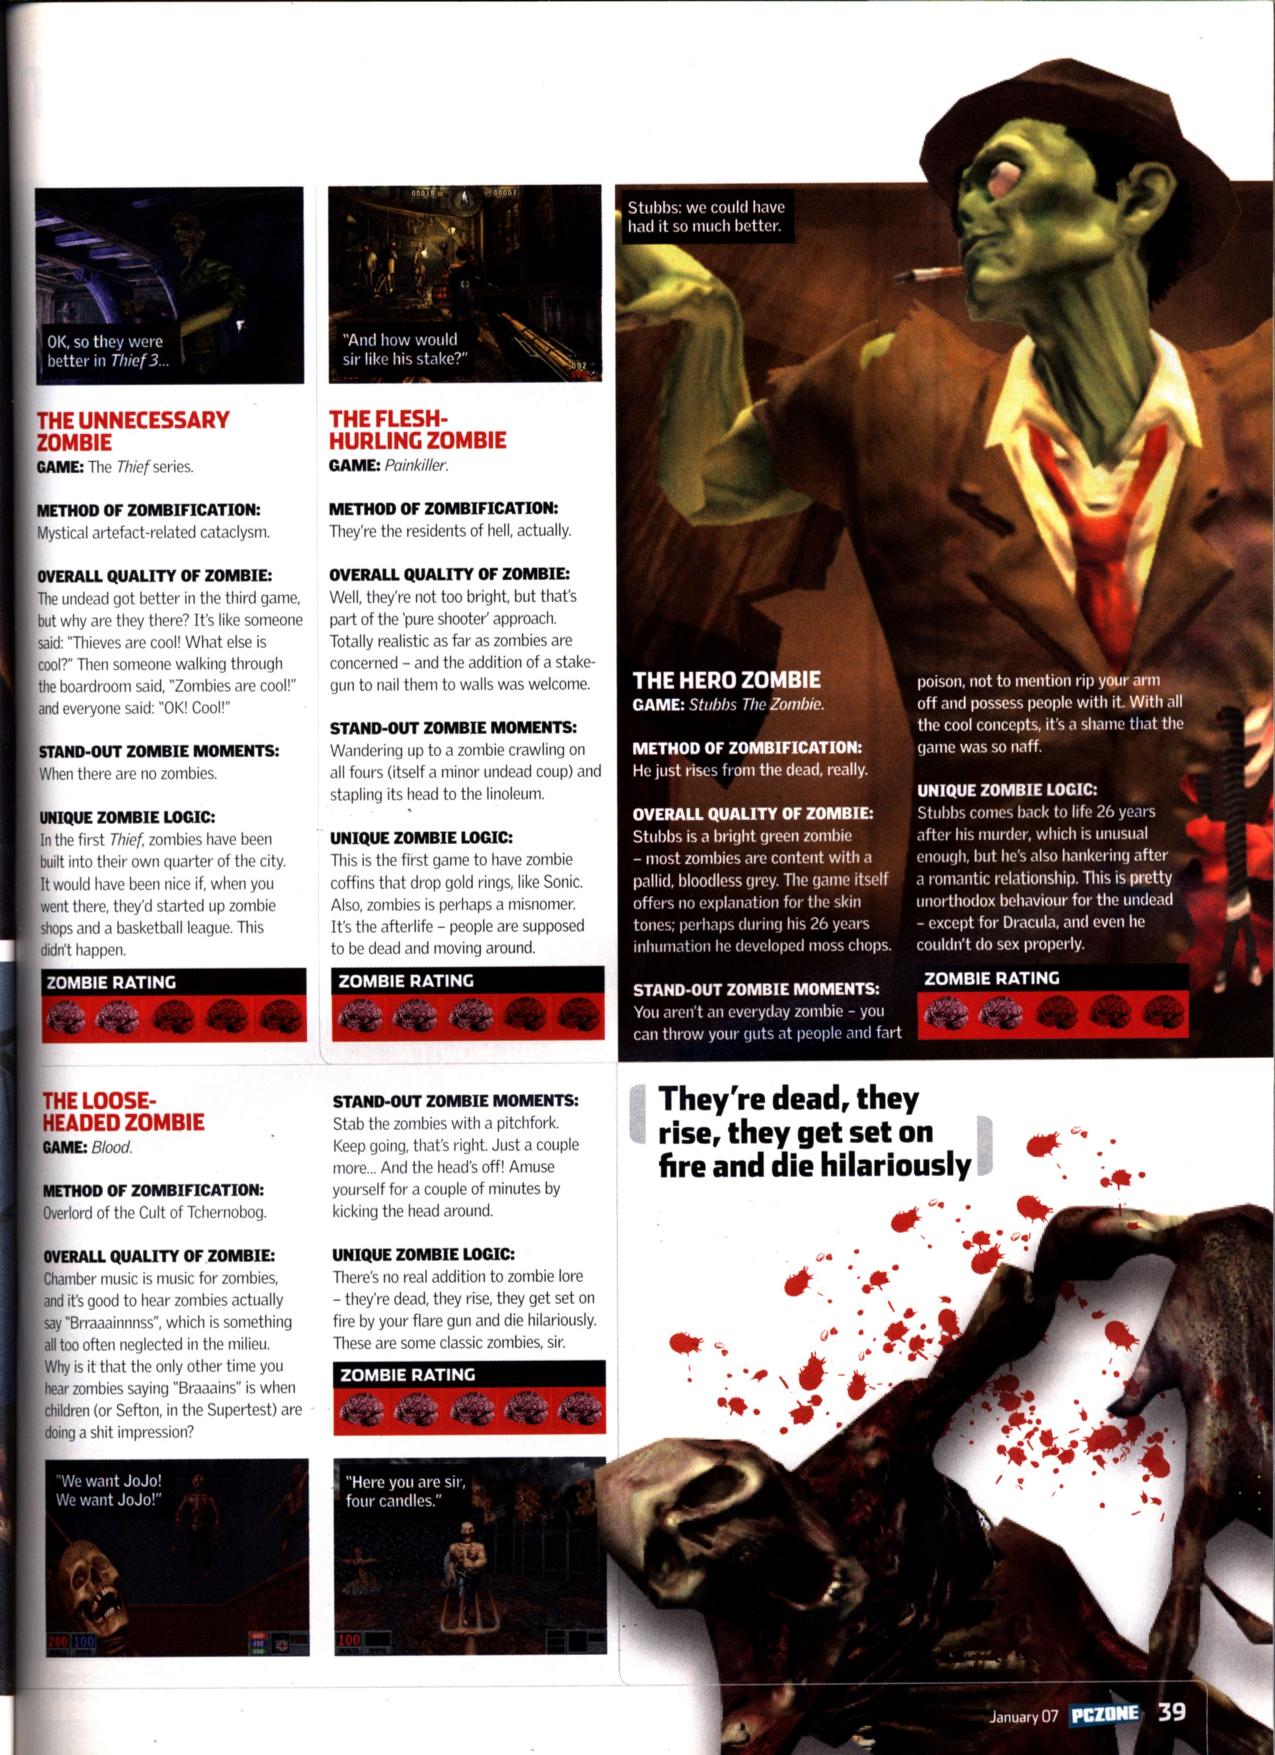 OK, so they were
better in Thief 3...
THE UNNECESSARY
ZOMBIE
GAME: The Thief series.
METHOD OF ZOMBIFICATION:
Mystical artefact-related cataclysm.
OVERALL QUALITY OF ZOMBIE:
The undead got better in the third game,
but why are they there? It's like someone
said: "Thieves are cool! What else is
cool?" Then someone walking through
the boardroom said, "Zombies are cool!"
and everyone said: "OK! Cool!"
STAND-OUT ZOMBIE MOMENTS:
When there are no zombies.
UNIQUE ZOMBIE LOGIC:
In the first Thief, zombies have been
built into their own quarter of the city.
It would have been nice if, when you
went there, they'd started up zombie
shops and a basketball league. This
didn't happen.
ZOMBIE RATING
"And how would
sir like his stake?"
THE FLESH-
HURLING ZOMBIE
GAME: Painkiller.
METHOD OF ZOMBIFICATION:
They're the residents of hell, actually.
OVERALL QUALITY OF ZOMBIE:
Well, they're not too bright, but that's
part of the 'pure shooter' approach.
Totally realistic as far as zombies are
concerned – and the addition of a stake-
gun to nail them to walls was welcome.
STAND-OUT ZOMBIE MOMENTS:
Wandering up to a zombie crawling on
all fours (itself a minor undead coup) and
stapling its head to the linoleum.
UNIQUE ZOMBIE LOGIC:
This is the first game to have zombie
coffins that drop gold rings, like Sonic.
Also, zombies is perhaps a misnomer.
It's the afterlife – people are supposed
to be dead and moving around.
ZOMBIE RATING
Stubbs: we could have
had it so much better.
THE HERO ZOMBIE
GAME: Stubbs The Zombie.
METHOD OF ZOMBIFICATION:
He just rises from the dead, really.
OVERALL QUALITY OF ZOMBIE:
Stubbs is a bright green zombie
– most zombies are content with a
pallid, bloodless grey. The game itself
offers no explanation for the skin
tones; perhaps during his 26 years
inhumation he developed moss chops.
STAND-OUT ZOMBIE MOMENTS:
You aren't an everyday zombie – you
can throw your guts at people and fart
poison, not to mention rip your arm
off and possess people with it. With all
the cool concepts, it's a shame that the
game was so naff.
UNIQUE ZOMBIE LOGIC:
Stubbs comes back to life 26 years
after his murder, which is unusual
enough, but he's also hankering after
a romantic relationship. This is pretty
unorthodox behaviour for the undead
– except for Dracula, and even he
couldn't do sex properly.
ZOMBIE RATING
THE LOOSE-
HEADED ZOMBIE
GAME: Blood.
METHOD OF ZOMBIFICATION:
Overlord of the Cult of Tchernobog.
OVERALL QUALITY OF ZOMBIE:
Chamber music is music for zombies,
and it's good to hear zombies actually
say "Brraaainnnss", which is something
all too often neglected in the milieu.
Why is it that the only other time you
hear zombies saying "Braaains" is when
children (or Sefton, in the Supertest) are
doing a shit impression?
STAND-OUT ZOMBIE MOMENTS:
Stab the zombies with a pitchfork.
Keep going, that's right. Just a couple
more... And the head's off! Amuse
yourself for a couple of minutes by
kicking the head around.
UNIQUE ZOMBIE LOGIC:
There's no real addition to zombie lore
– they're dead, they rise, they get set on
fire by your flare gun and die hilariously.
These are some classic zombies, sir.
ZOMBIE RATING
"We want JoJo!
We want JoJo!"
200 100
"Here you are sir,
four candles."
100
They're dead, they
rise, they get set on
fire and die hilariously
January 07 PCZONE 39